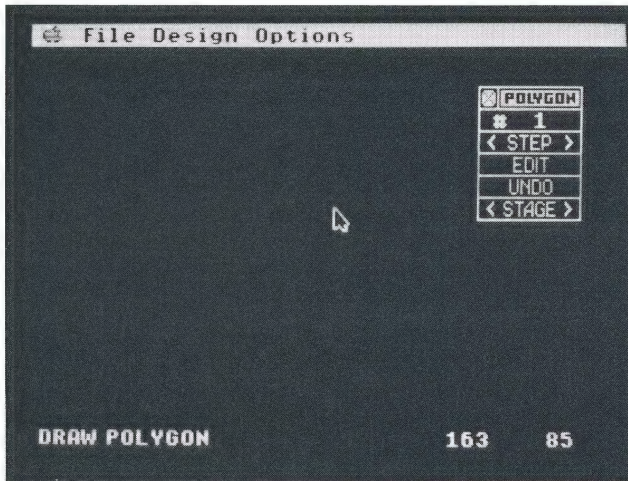 File Design Options
POLYGON
# 1
< STEP >
EDIT
UNDO
< STAGE >
DRAW POLYGON 163 85